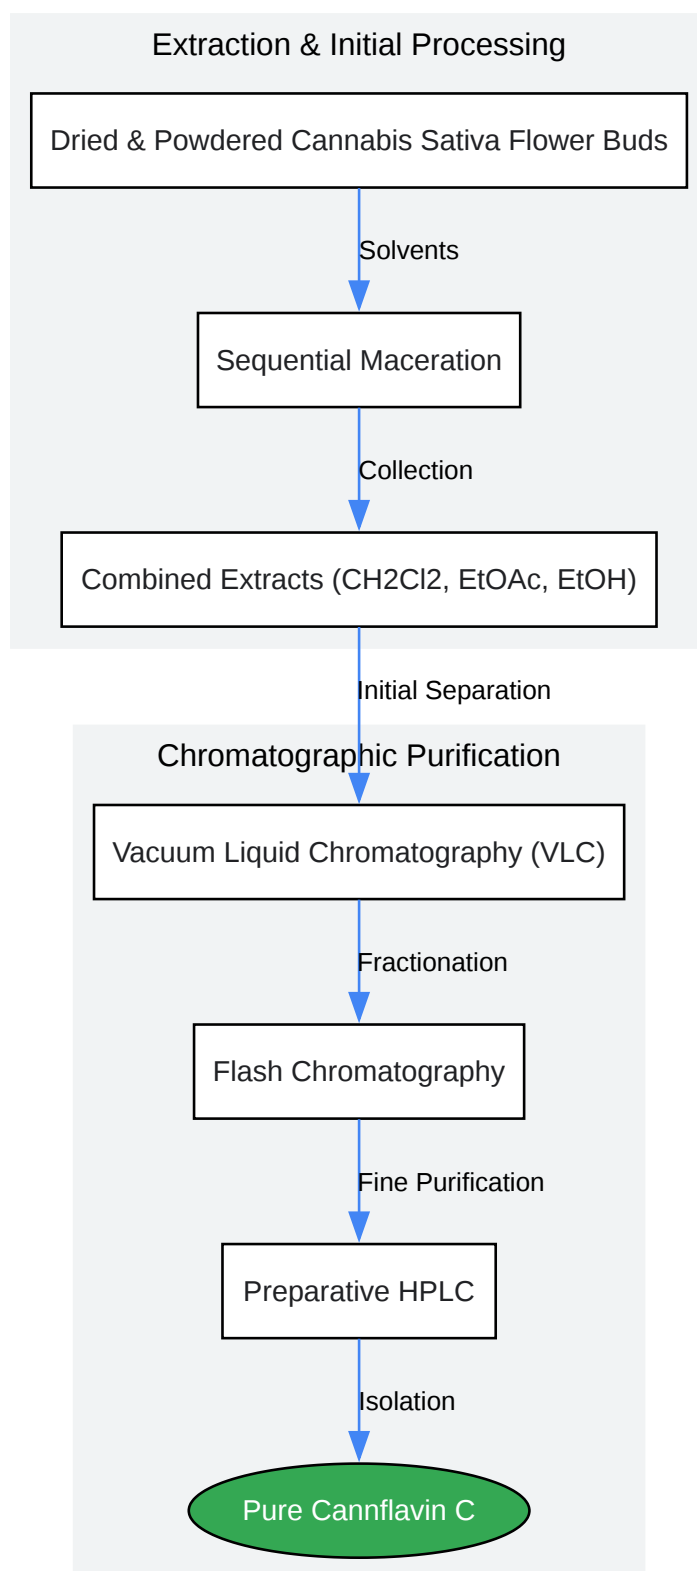 Extraction & Initial Processing
Dried & Powdered Cannabis Sativa Flower Buds
Solvents
Sequential Maceration
Collection
Combined Extracts (CH2Cl2, EtOAc, EtOH)
Initial Separation
Chromatographic Purification
Vacuum Liquid Chromatography (VLC)
Fractionation
Flash Chromatography
Fine Purification
Preparative HPLC
Isolation
Pure Cannflavin C